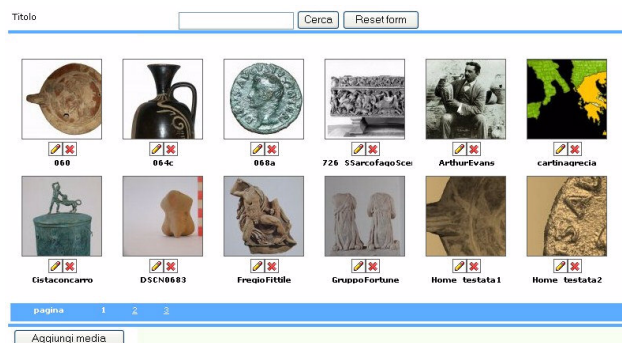 Titolo Cerca Reset form
060 064c 068a 726 SSarcofagoSce ArthurEvans cartinagrecia
Cistaconcarro DSCN0683 FregioFittile GruppoFortune Home testata1 Home testata2
pagina 1 2 3
Aggiungi media